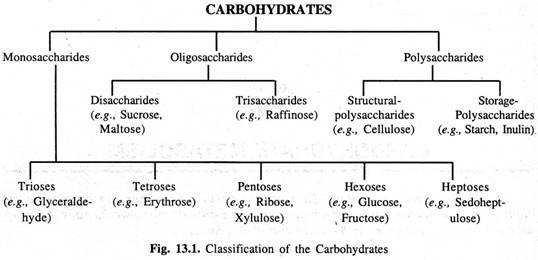 CARBOHYDRATES
Monosaccharides Oligosaccharides Polysaccharides
Disaccharides Trisaccharides Structural- Storage-
(e.g., Sucrose, (e.g., Raffinose) polysaccharides Polysaccharides
Maltose) (e.g., Cellulose) (e.g., Starch, Inulin)
Trioses Tetroses Pentoses Hexoses Heptoses
(e.g., Glyceralde- (e.g., Erythrose) (e.g., Ribose, (e.g., Glucose, (e.g., Sedohept-
hyde) Xylulose) Fructose) ulose)
Fig. 13.1. Classification of the Carbohydrates